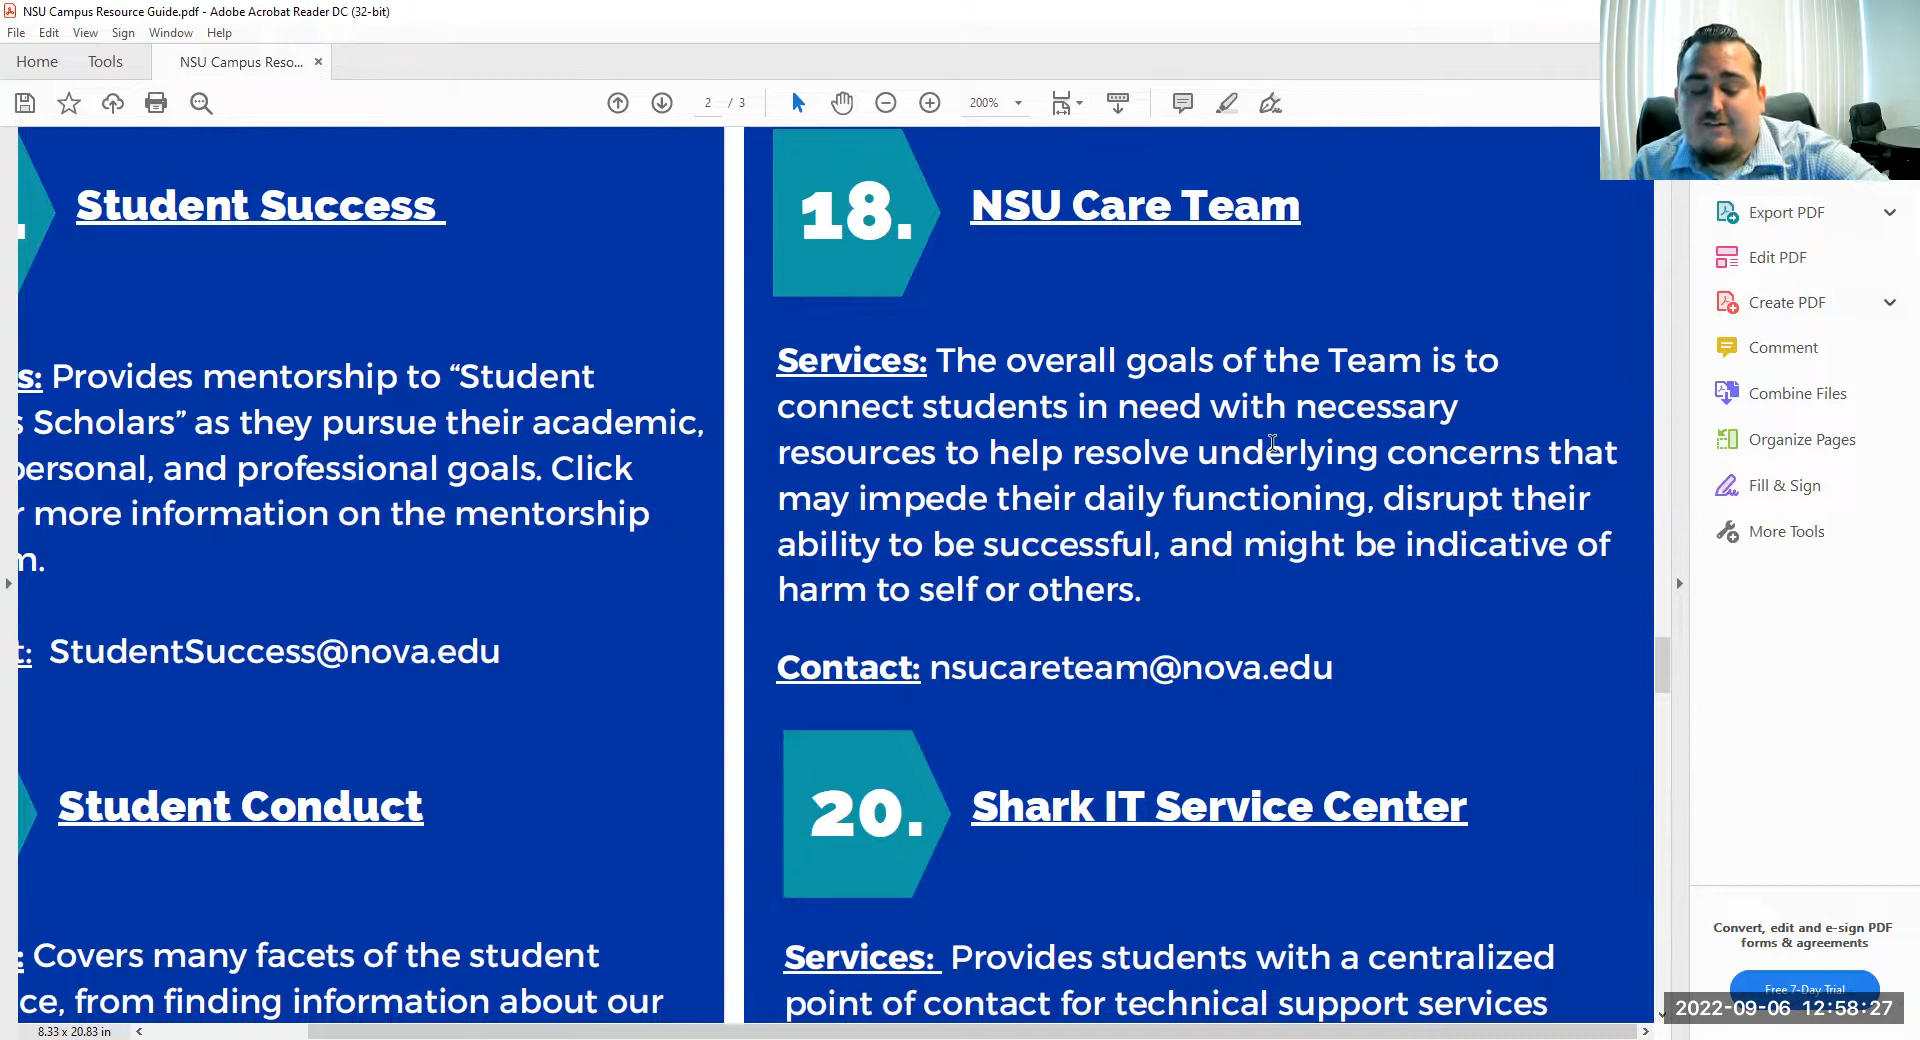 NSU Campus Resource Guide.pdf - Adobe Acrobat Reader DC (32-bit)
File Edit View Sign Window Help
Home Tools NSU Campus Reso... ×
2 / 3 200%
Student Success
s: Provides mentorship to “Student
s Scholars” as they pursue their academic,
personal, and professional goals. Click
r more information on the mentorship
m.
t: StudentSuccess@nova.edu
Student Conduct
: Covers many facets of the student
ce, from finding information about our
18. NSU Care Team
Services: The overall goals of the Team is to
connect students in need with necessary
resources to help resolve underlying concerns that
may impede their daily functioning, disrupt their
ability to be successful, and might be indicative of
harm to self or others.
Contact: nsucareteam@nova.edu
20. Shark IT Service Center
Services: Provides students with a centralized
point of contact for technical support services
Export PDF
Edit PDF
Create PDF
Comment
Combine Files
Organize Pages
Fill & Sign
More Tools
Convert, edit and e-sign PDF
forms & agreements
Free 7-Day Trial
2022-09-06 12:58:27
8.33 x 20.83 in